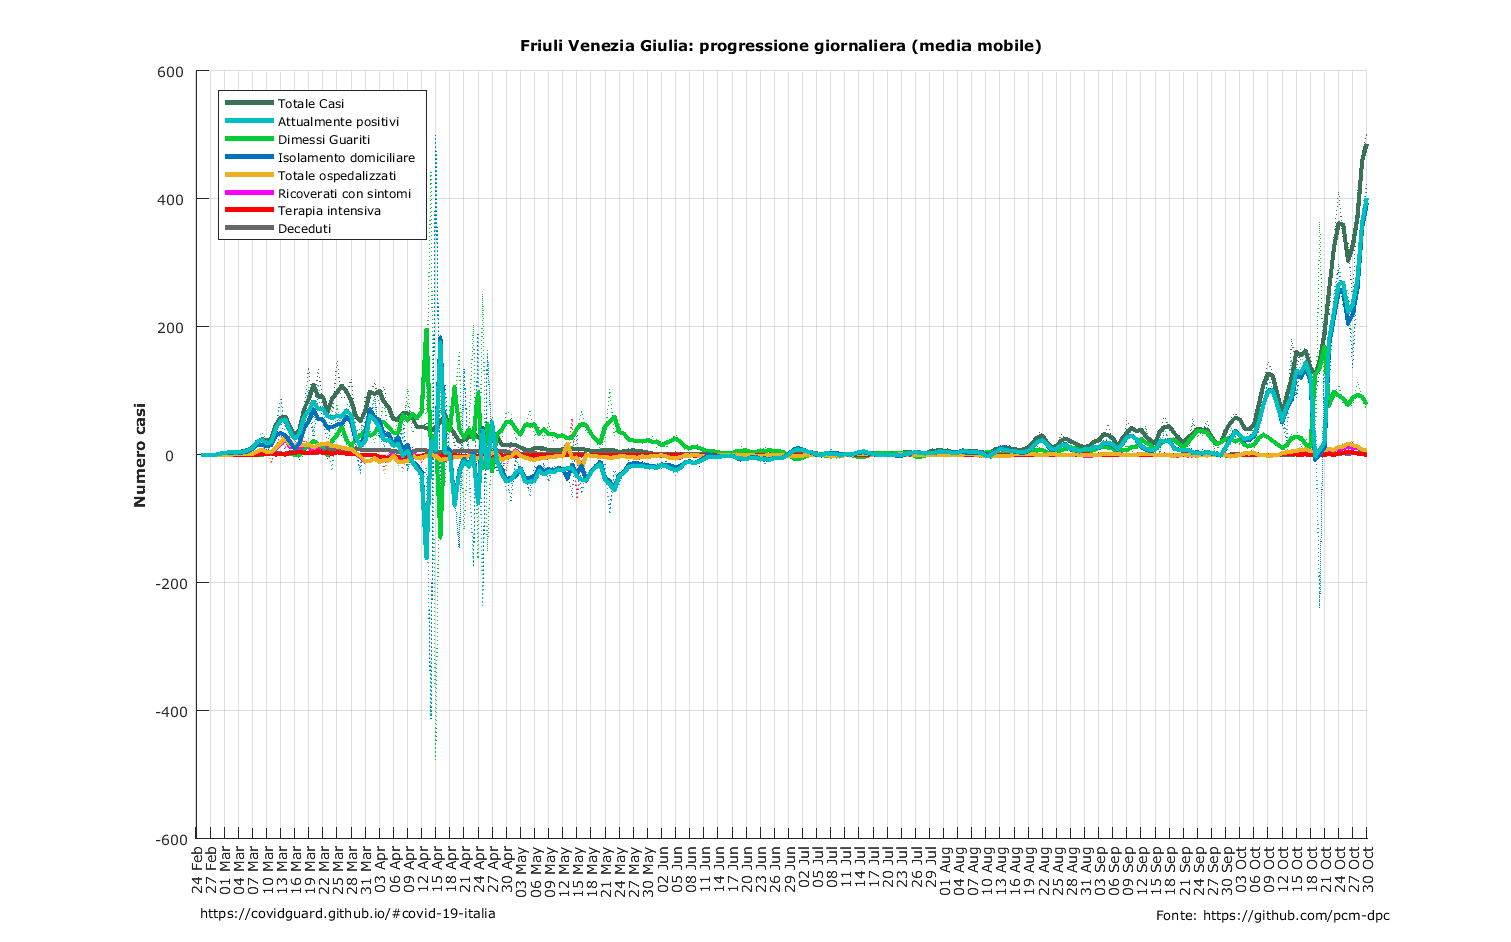 Friuli Venezia Giulia: progressione giornaliera (media mobile)
600
400
200
0
-200
-400
-600
Numero casi
Totale Casi
Attualmente positivi
Dimessi Guariti
Isolamento domiciliare
Totale ospedalizzati
Ricoverati con sintomi
Terapia intensiva
Deceduti
24 Feb
27 Feb
01 Mar
04 Mar
07 Mar
10 Mar
13 Mar
16 Mar
19 Mar
22 Mar
25 Mar
28 Mar
31 Mar
03 Apr
06 Apr
09 Apr
12 Apr
15 Apr
18 Apr
21 Apr
24 Apr
27 Apr
30 Apr
03 May
06 May
09 May
12 May
15 May
18 May
21 May
24 May
27 May
30 May
02 Jun
05 Jun
08 Jun
11 Jun
14 Jun
17 Jun
20 Jun
23 Jun
26 Jun
29 Jun
02 Jul
05 Jul
08 Jul
11 Jul
14 Jul
17 Jul
20 Jul
23 Jul
26 Jul
29 Jul
01 Aug
04 Aug
07 Aug
10 Aug
13 Aug
16 Aug
19 Aug
22 Aug
25 Aug
28 Aug
31 Aug
03 Sep
06 Sep
09 Sep
12 Sep
15 Sep
18 Sep
21 Sep
24 Sep
27 Sep
30 Sep
03 Oct
06 Oct
09 Oct
12 Oct
15 Oct
18 Oct
21 Oct
24 Oct
27 Oct
30 Oct
https://covidguard.github.io/#covid-19-italia
Fonte: https://github.com/pcm-dpc